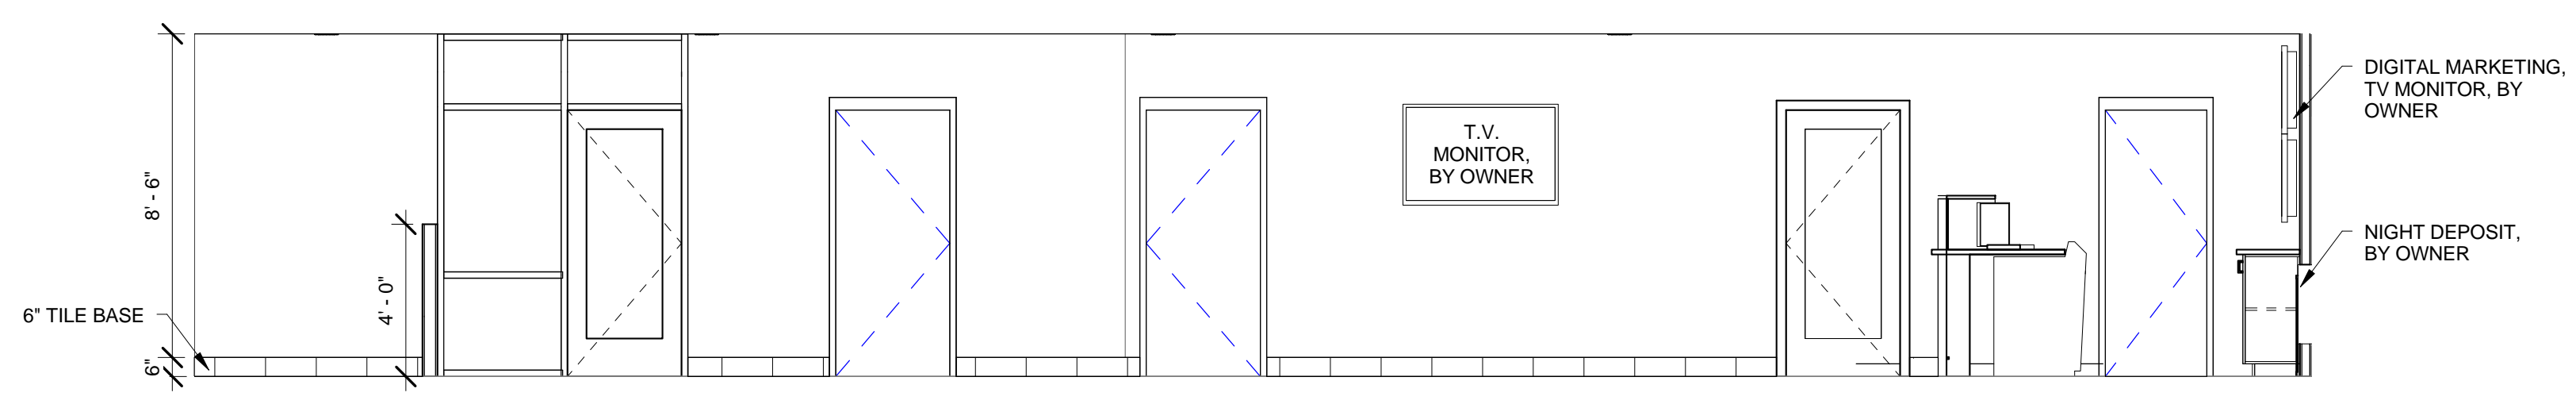 8' - 6"
6" TILE BASE
6"
4' - 0"
T.V.
MONITOR,
BY OWNER
DIGITAL MARKETING,
TV MONITOR, BY
OWNER
NIGHT DEPOSIT,
BY OWNER